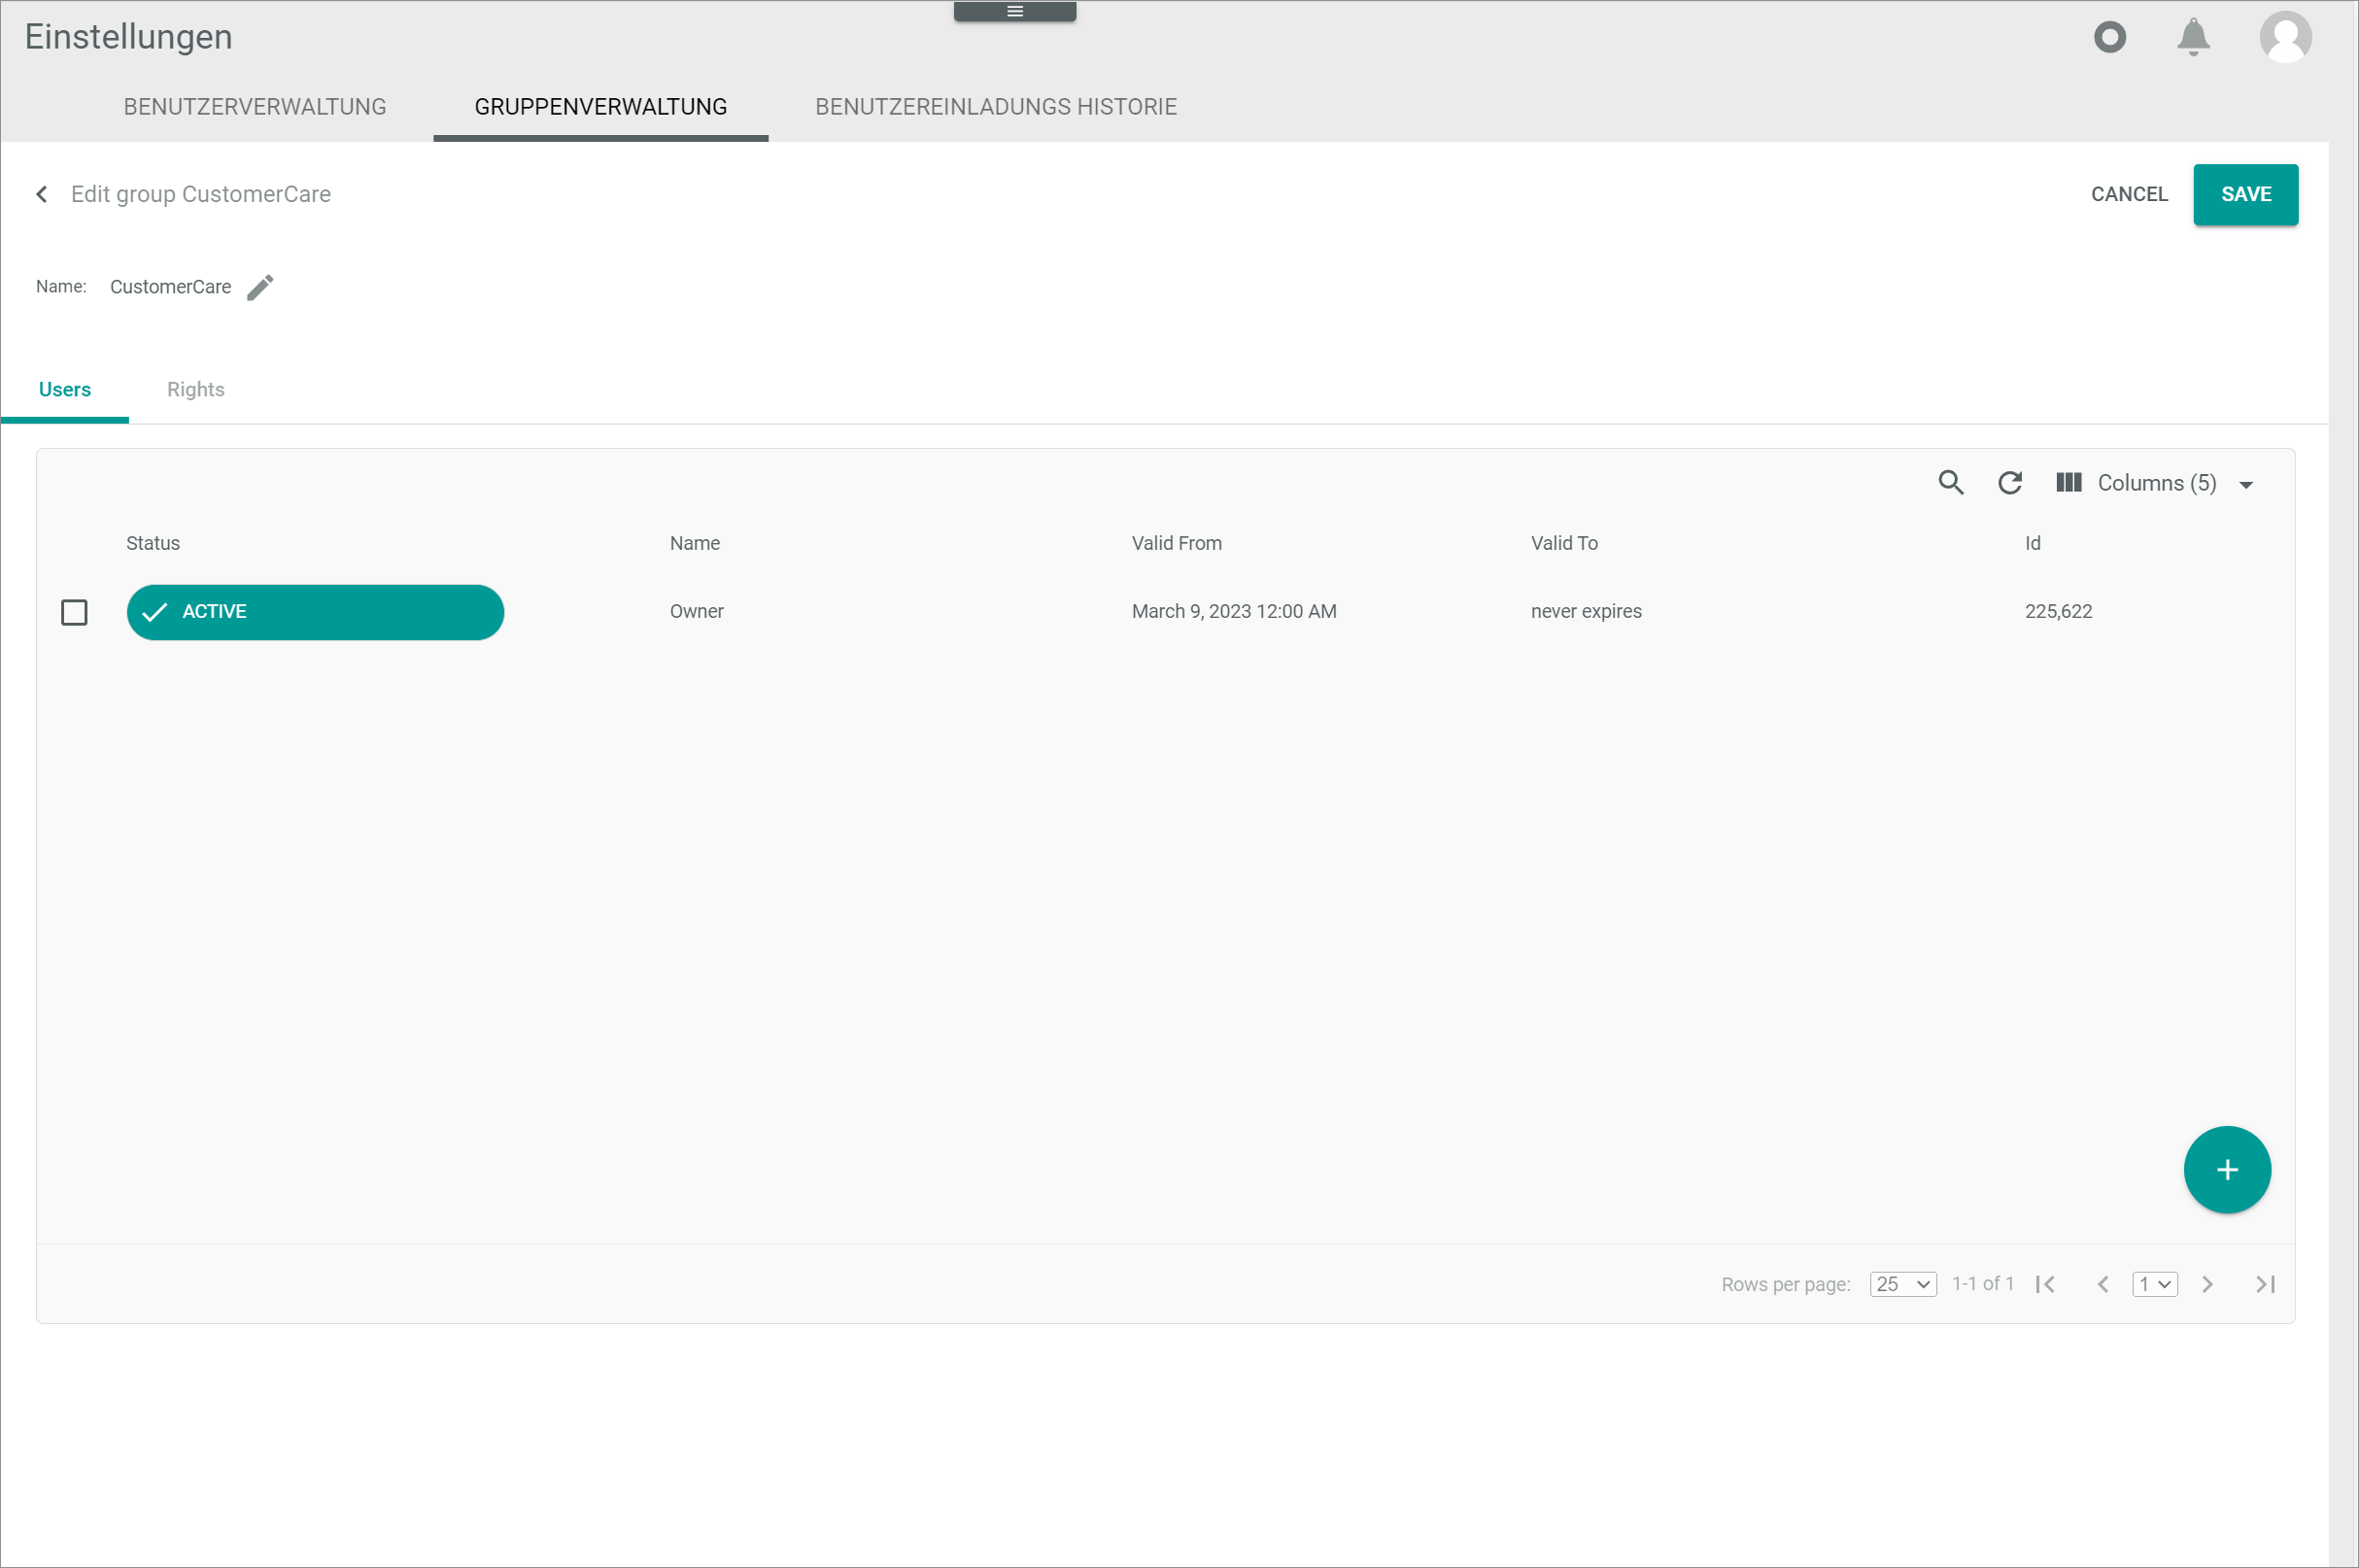 Einstellungen
BENUTZERVERWALTUNG GRUPPENVERWALTUNG BENUTZEREINLADUNGS HISTORIE
Edit group CustomerCare CANCEL SAVE
Name: CustomerCare
Users Rights
Columns (5)
Status Name Valid From Valid To Id
ACTIVE Owner March 9, 2023 12:00 AM never expires 225,622
Rows per page: 25 1-1 of 1 1